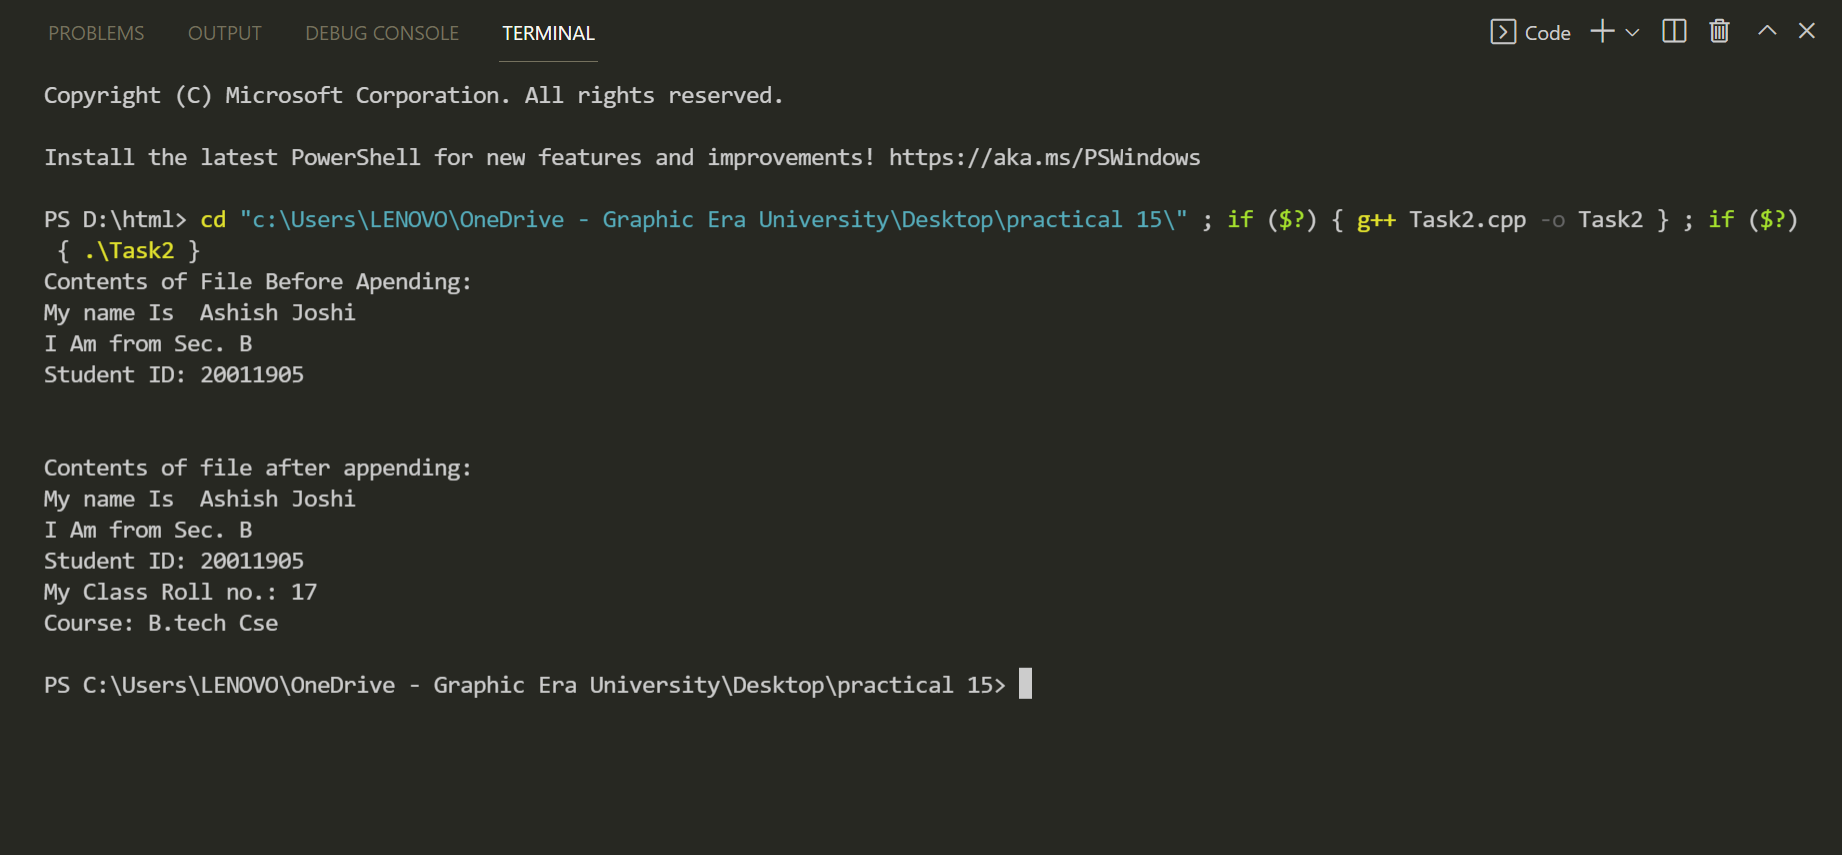 PROBLEMS OUTPUT DEBUG CONSOLE TERMINAL Code
Copyright (C) Microsoft Corporation. All rights reserved.
Install the latest PowerShell for new features and improvements! https://aka.ms/PSWindows
PS D:\html> cd "c:\Users\LENOVO\OneDrive - Graphic Era University\Desktop\practical 15\" ; if ($?) { g++ Task2.cpp -o Task2 } ; if ($?)
{ .\Task2 }
Contents of File Before Apending:
My name Is  Ashish Joshi
I Am from Sec. B
Student ID: 20011905
Contents of file after appending:
My name Is  Ashish Joshi
I Am from Sec. B
Student ID: 20011905
My Class Roll no.: 17
Course: B.tech Cse
PS C:\Users\LENOVO\OneDrive - Graphic Era University\Desktop\practical 15>